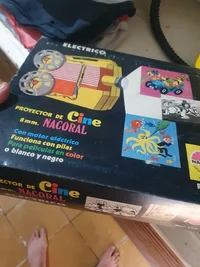 ELECTRICO
PROYECTOR DE Cine
8 mm. NACORAL
Con motor eléctrico
Funciona con pilas
Para películas en color
o blanco y negro
PROYECTOR DE Cine
NACORAL